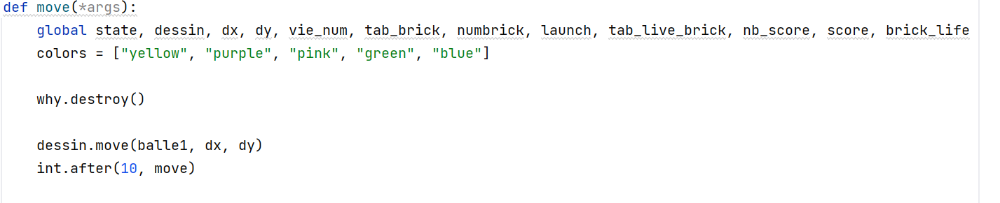 def move(*args):
global state, dessin, dx, dy, vie_num, tab_brick, numbrick, launch, tab_live_brick, nb_score, score, brick_life
colors = ["yellow", "purple", "pink", "green", "blue"]
why.destroy()
dessin.move(balle1, dx, dy)
int.after(10, move)